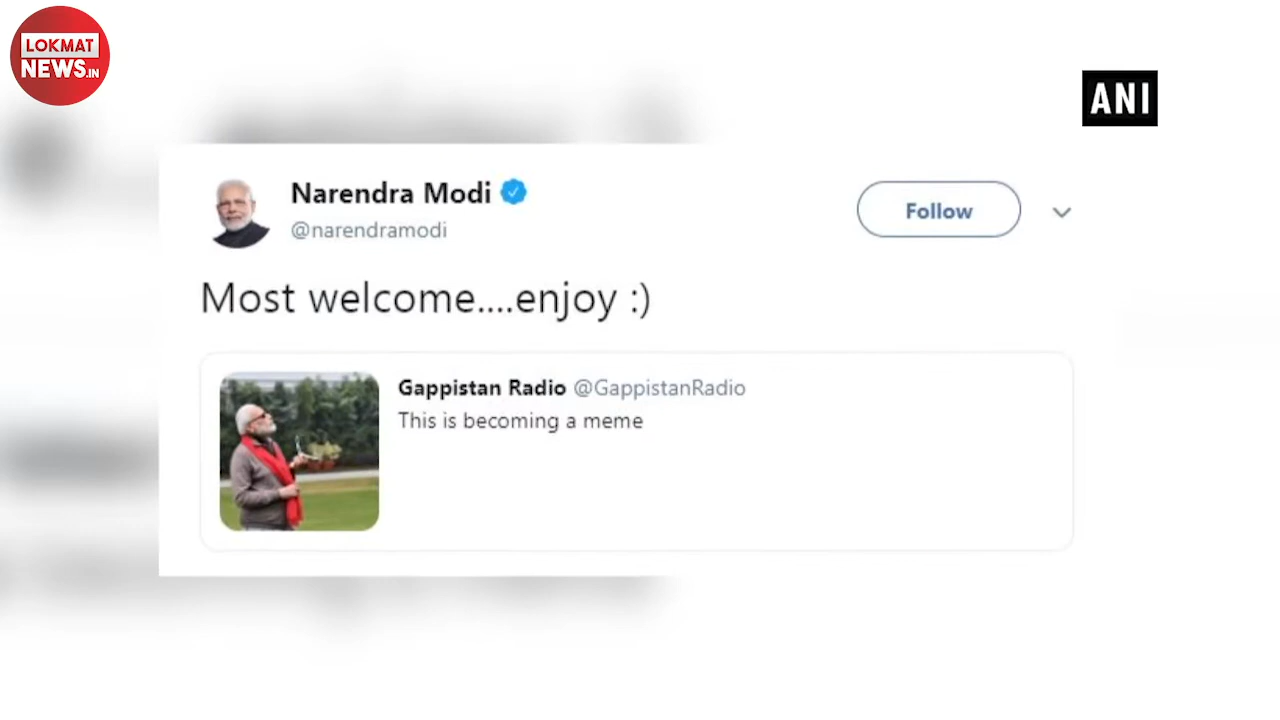 LOKMAT
NEWS.IN
ANI
Narendra Modi
@narendramodi
Follow
Most welcome....enjoy :)
Gappistan Radio @GappistanRadio
This is becoming a meme